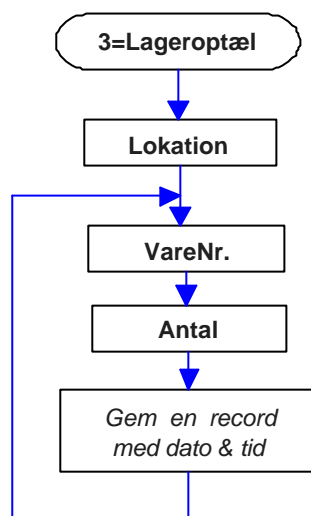 3=Lageroptæl
Lokation
VareNr.
Antal
Gem en record
med dato & tid